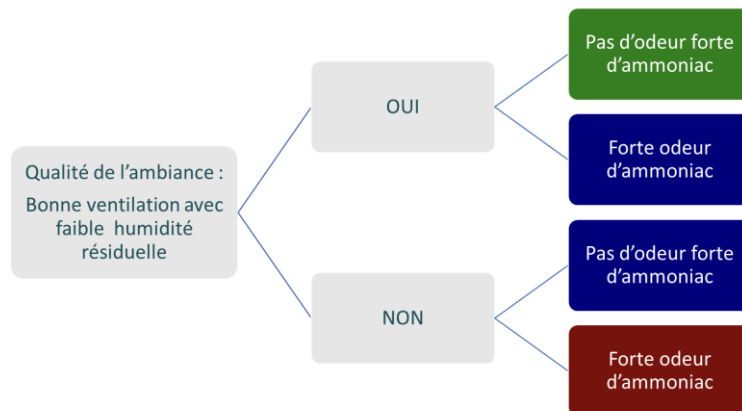 Qualité de l'ambiance :
Bonne ventilation avec
faible humidité
résiduelle
OUI
NON
Pas d'odeur forte
d'ammoniac
Forte odeur
d'ammoniac
Pas d'odeur forte
d'ammoniac
Forte odeur
d'ammoniac